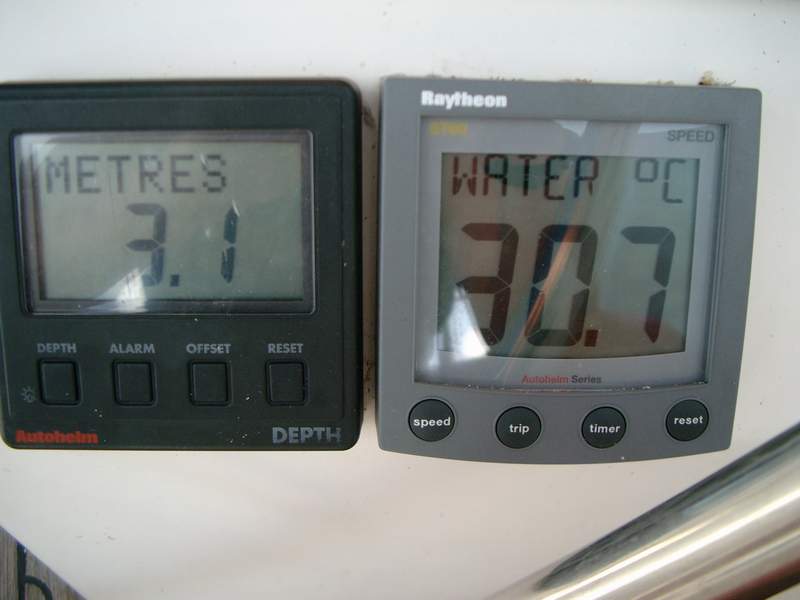 METRES
3.1
DEPTH ALARM OFFSET RESET
Autohelm DEPTH
Raytheon
ST60 SPEED
WATER °C
30.7
Autohelm Series
speed trip timer reset